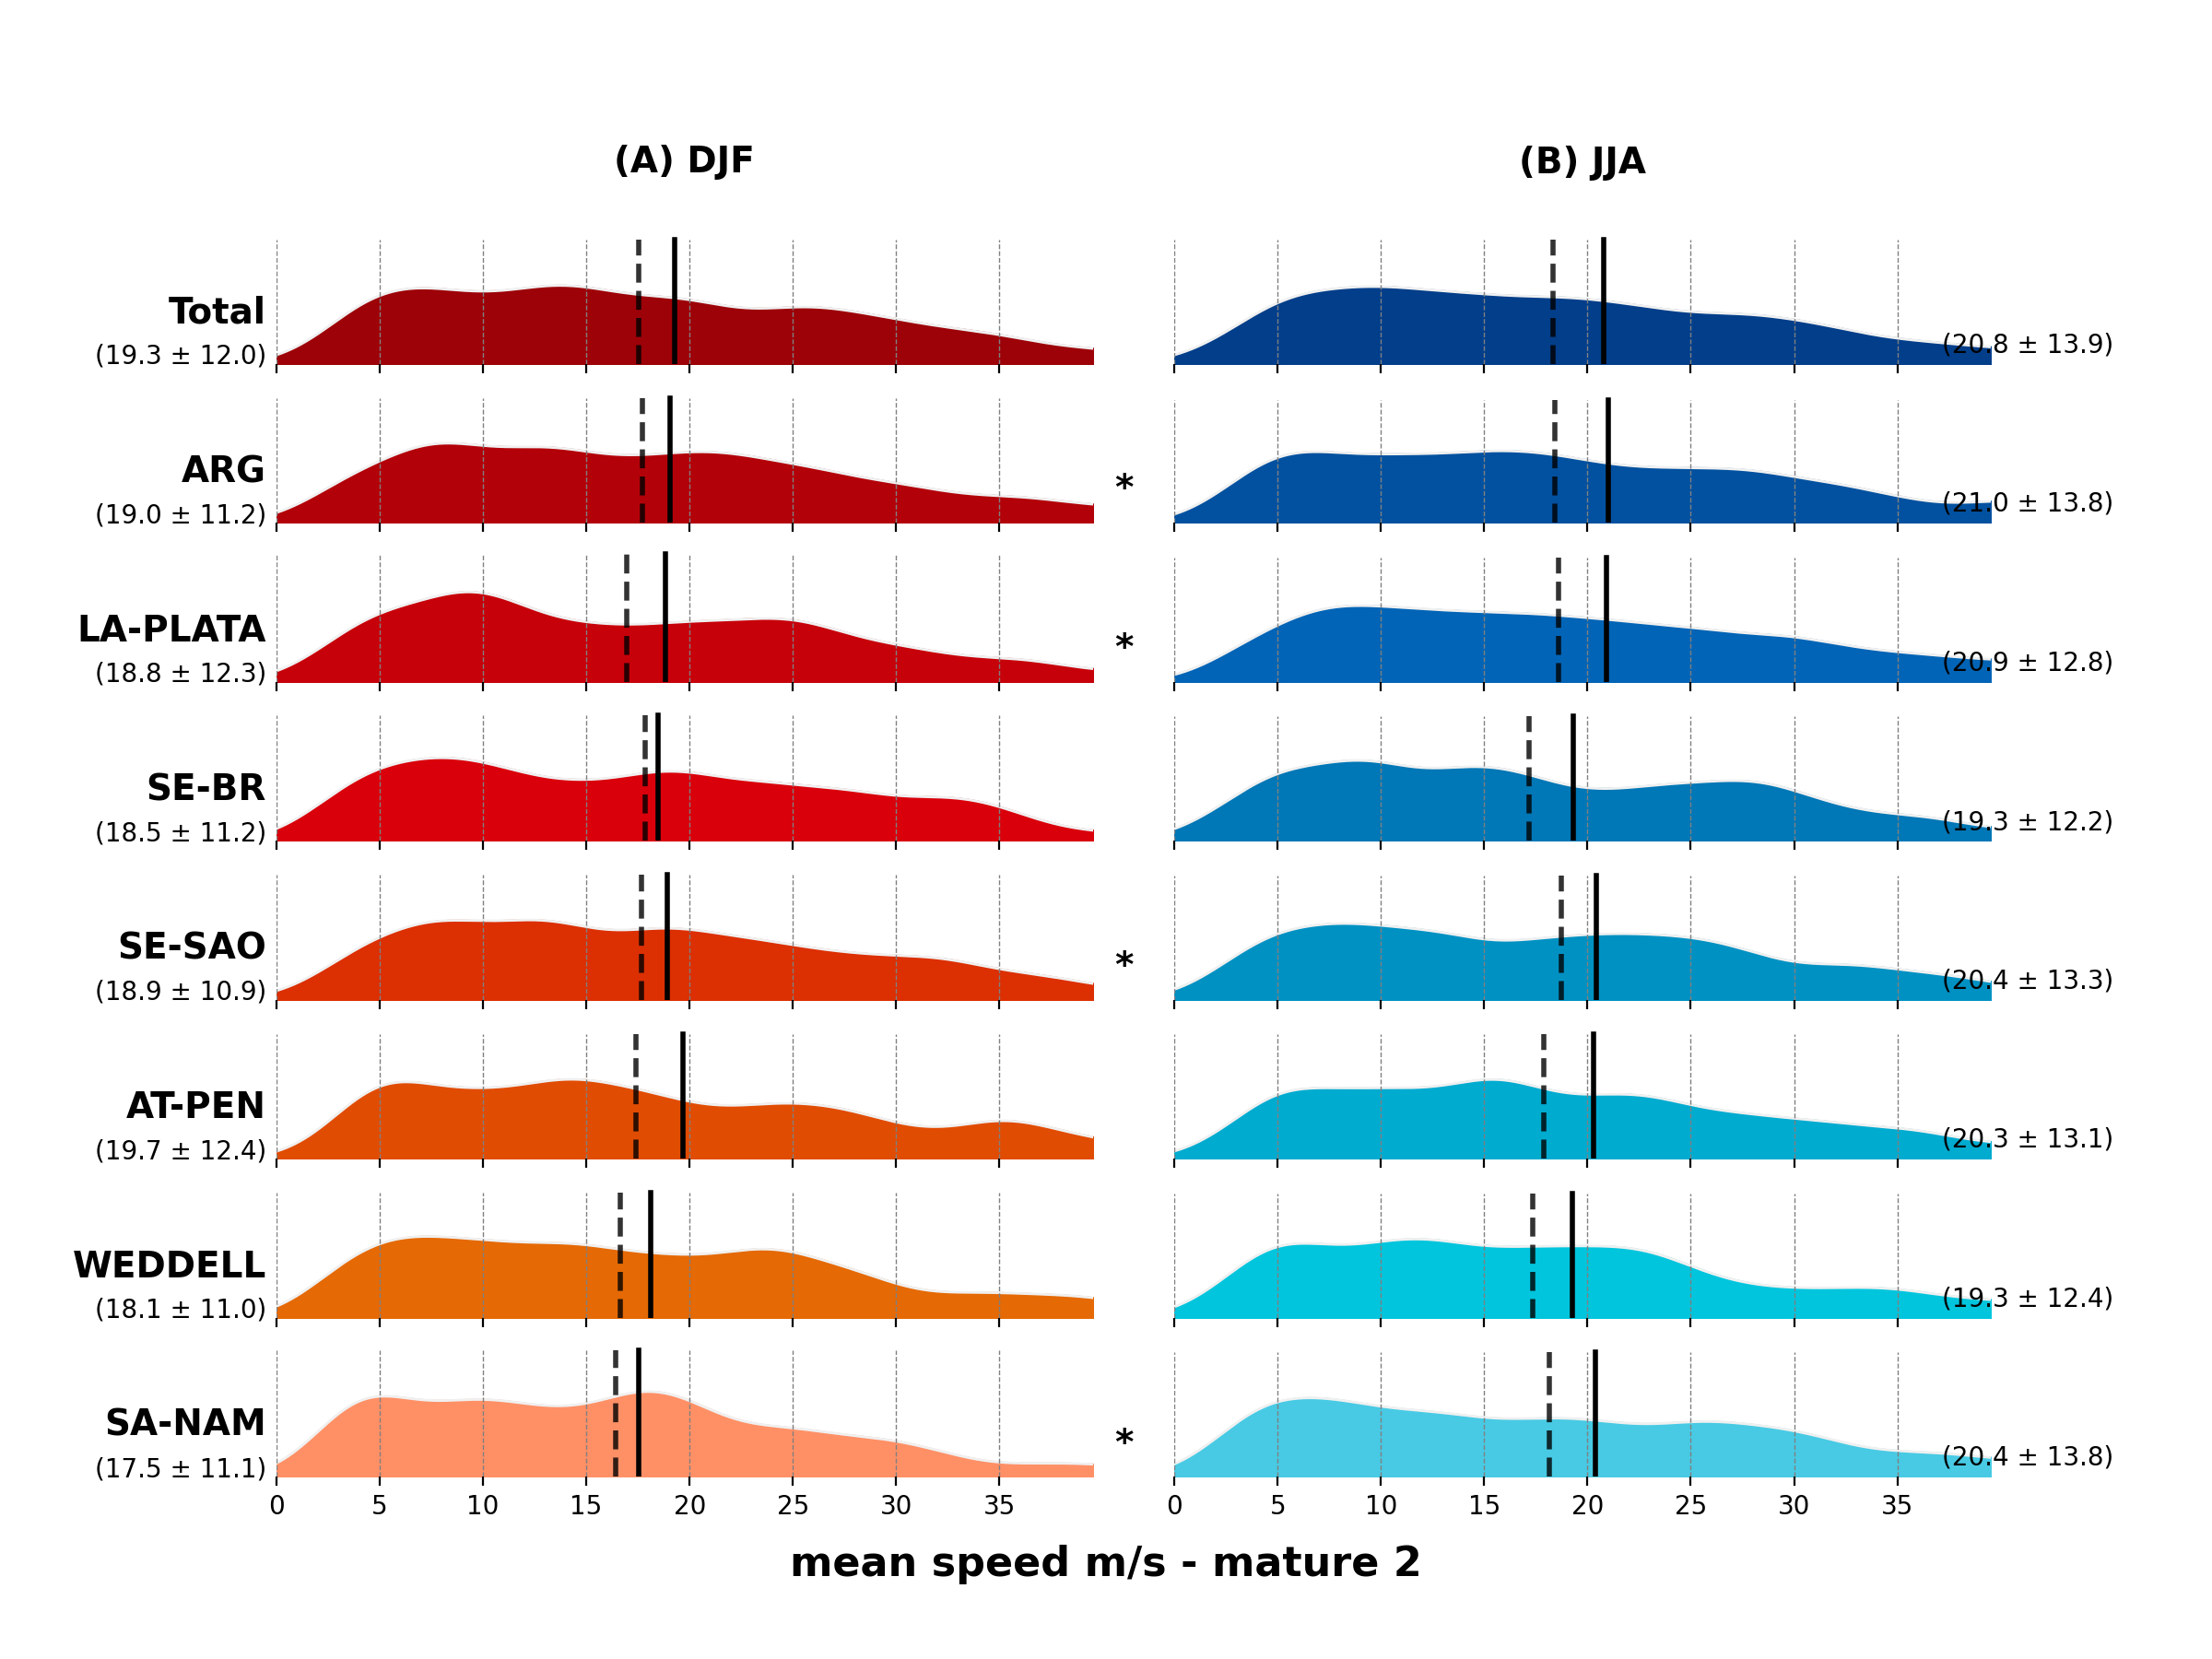 (A) DJF
(B) JJA
Total
(19.3 ± 12.0)
(20.8 ± 13.9)
ARG
(19.0 ± 11.2)
*
(21.0 ± 13.8)
LA-PLATA
(18.8 ± 12.3)
*
(20.9 ± 12.8)
SE-BR
(18.5 ± 11.2)
(19.3 ± 12.2)
SE-SAO
(18.9 ± 10.9)
*
(20.4 ± 13.3)
AT-PEN
(19.7 ± 12.4)
(20.3 ± 13.1)
WEDDELL
(18.1 ± 11.0)
(19.3 ± 12.4)
SA-NAM
(17.5 ± 11.1)
*
(20.4 ± 13.8)
0 5 10 15 20 25 30 35
0 5 10 15 20 25 30 35
mean speed m/s - mature 2